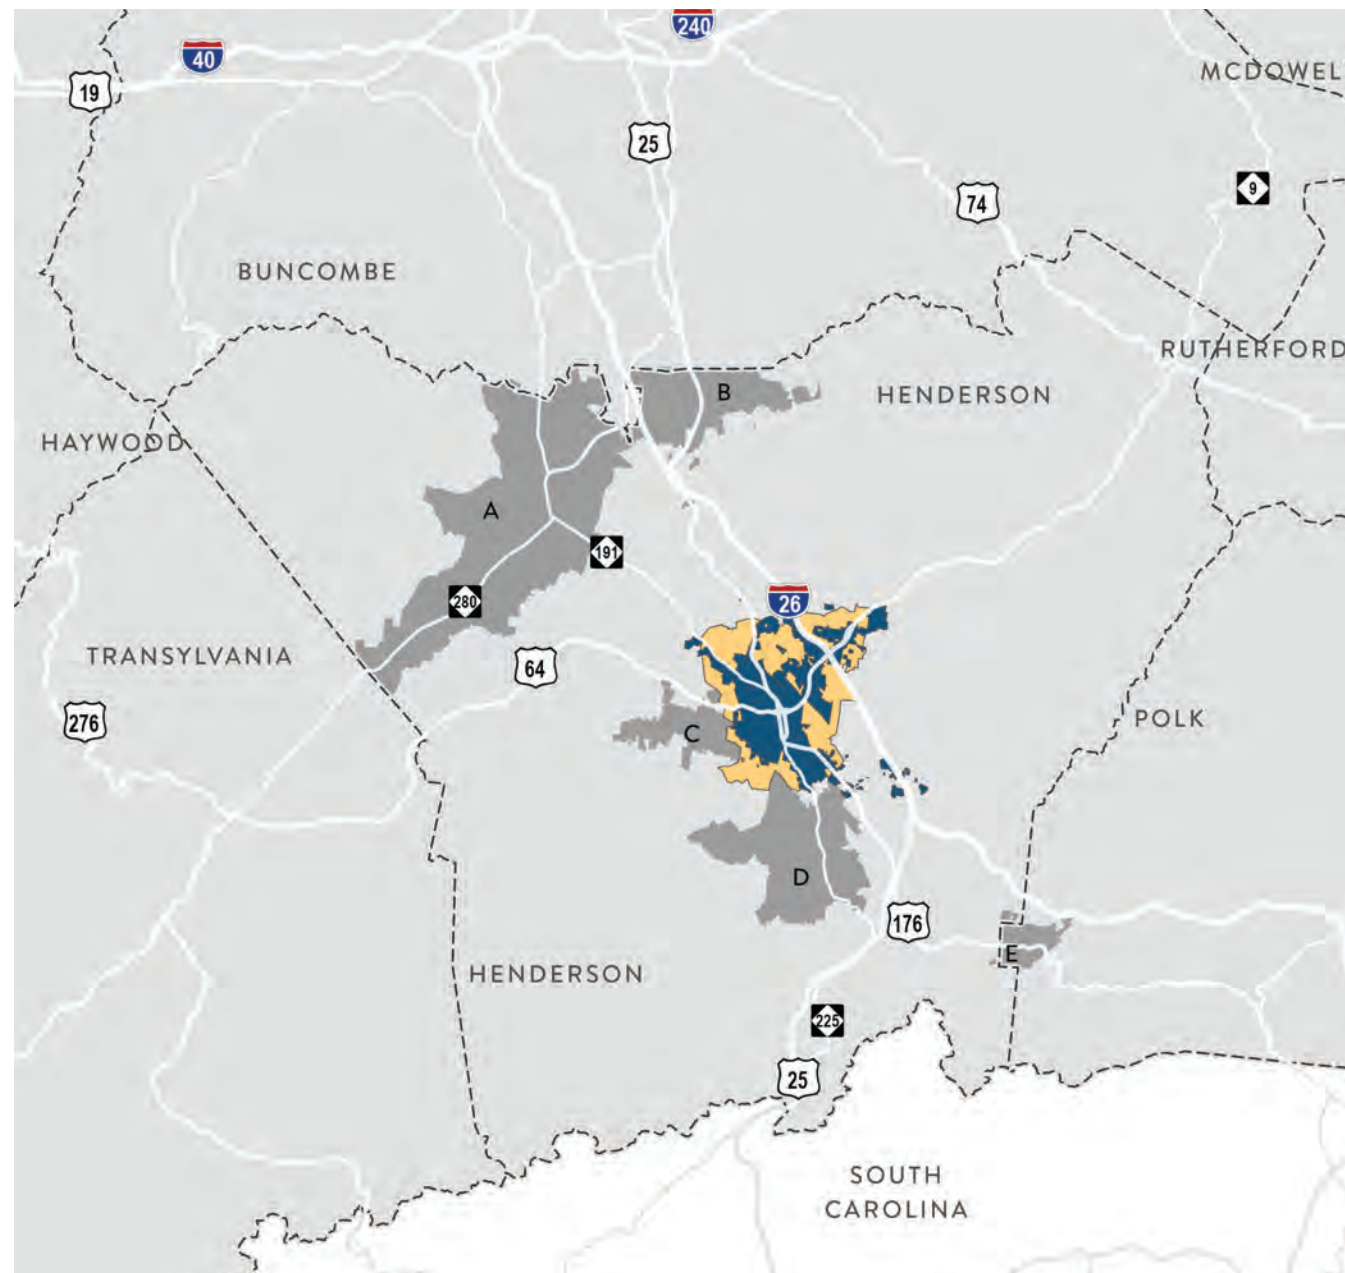 240
40
MCDOWEL
19
25
9
74
BUNCOMBE
RUTHERFORD
B
HENDERSON
HAYWOOD
A
191
280
26
TRANSYLVANIA
64
276
POLK
C
D
176
E
HENDERSON
225
25
SOUTH
CAROLINA